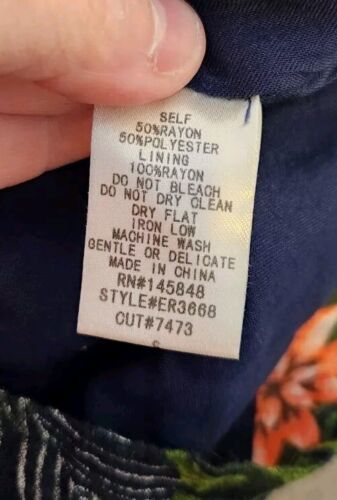 SELF
50%RAYON
50%POLYESTER
LINING
100%RAYON
DO NOT BLEACH
DO NOT DRY CLEAN
DRY FLAT
IRON LOW
MACHINE WASH
GENTLE OR DELICATE
MADE IN CHINA
RN#145848
STYLE#ER3668
CUT#7473